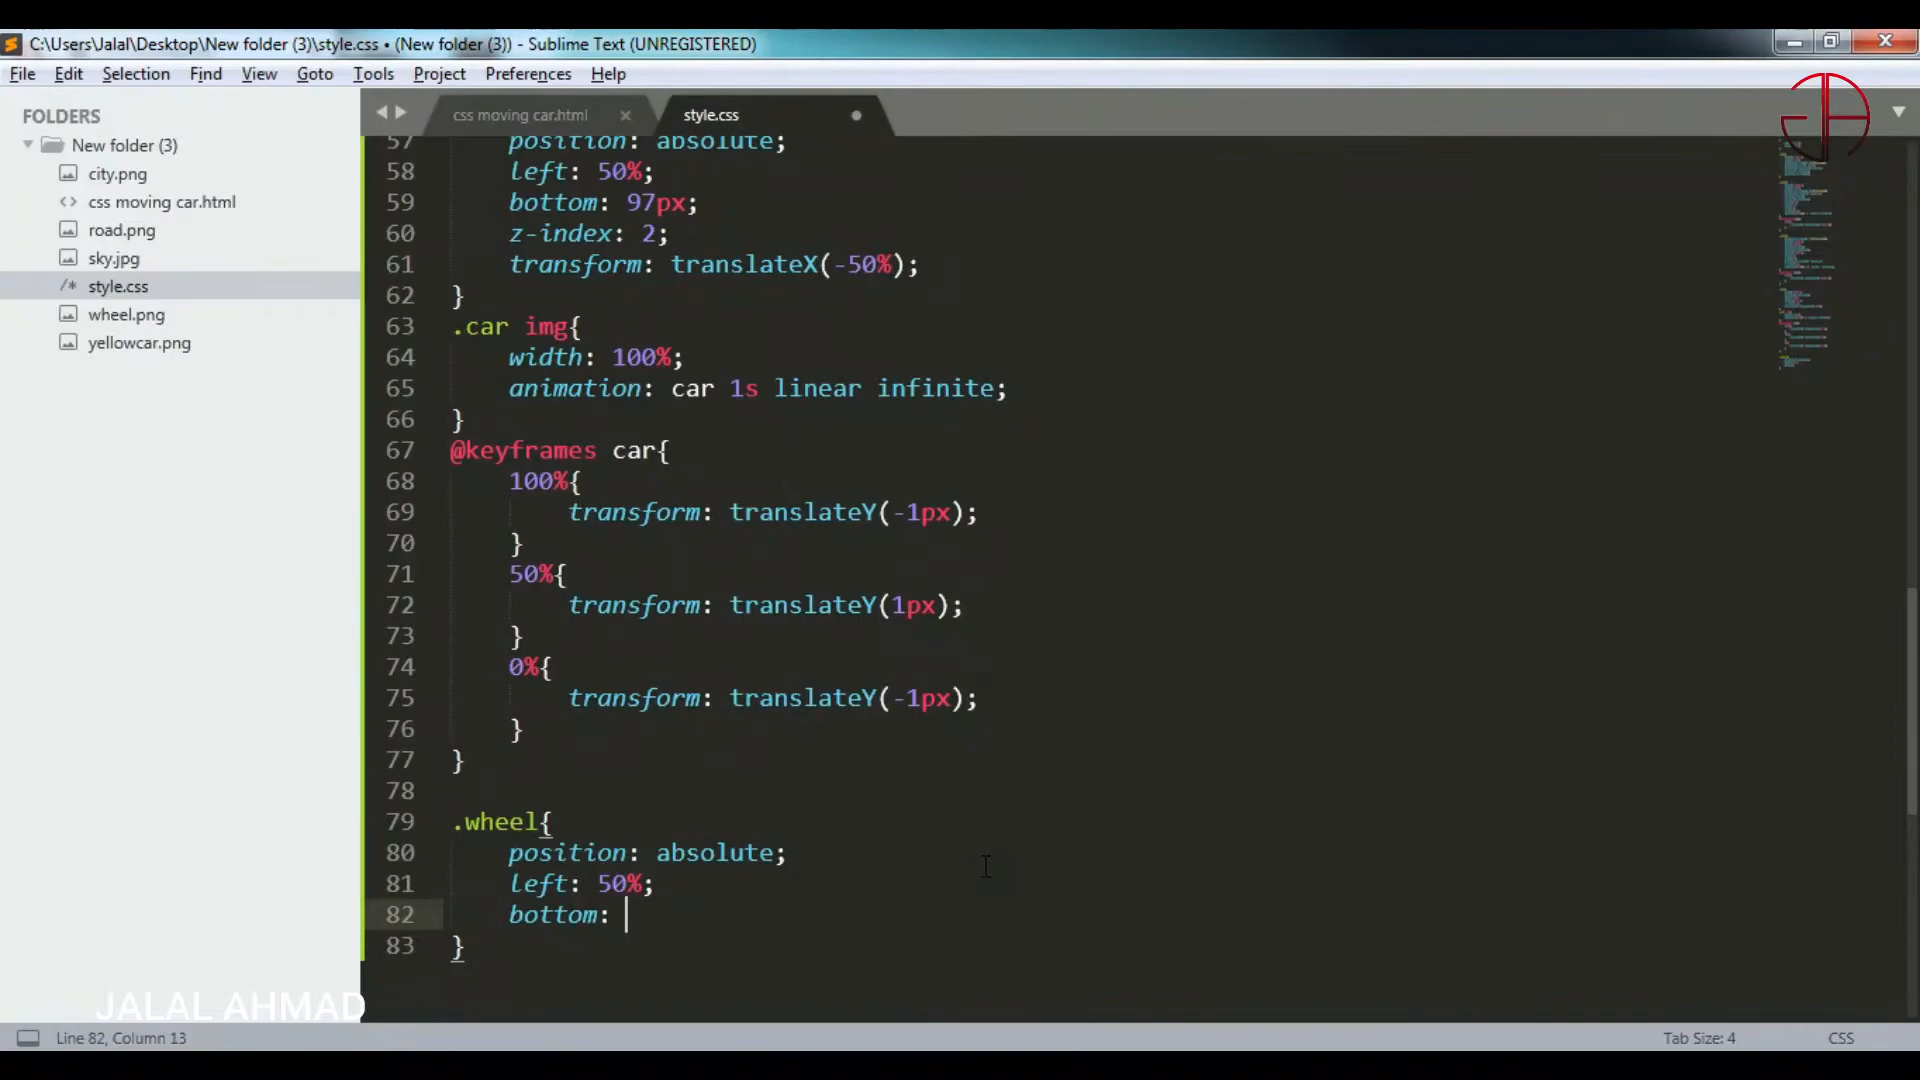 C:\Users\Jalal\Desktop\New folder (3)\style.css • (New folder (3)) - Sublime Text (UNREGISTERED)
File Edit Selection Find View Goto Tools Project Preferences Help
FOLDERS
New folder (3)
city.png
<> css moving car.html
road.png
sky.jpg
/* style.css
wheel.png
yellowcar.png
css moving car.html × style.css
57 position: absolute;
58 left: 50%;
59 bottom: 97px;
60 z-index: 2;
61 transform: translateX(-50%);
62 }
63 .car img{
64 width: 100%;
65 animation: car 1s linear infinite;
66 }
67 @keyframes car{
68 100%{
69 transform: translateY(-1px);
70 }
71 50%{
72 transform: translateY(1px);
73 }
74 0%{
75 transform: translateY(-1px);
76 }
77 }
78
79 .wheel{
80 position: absolute;
81 left: 50%;
82 bottom:
83 }
JALAL AHMAD
Line 82, Column 13
Tab Size: 4
CSS